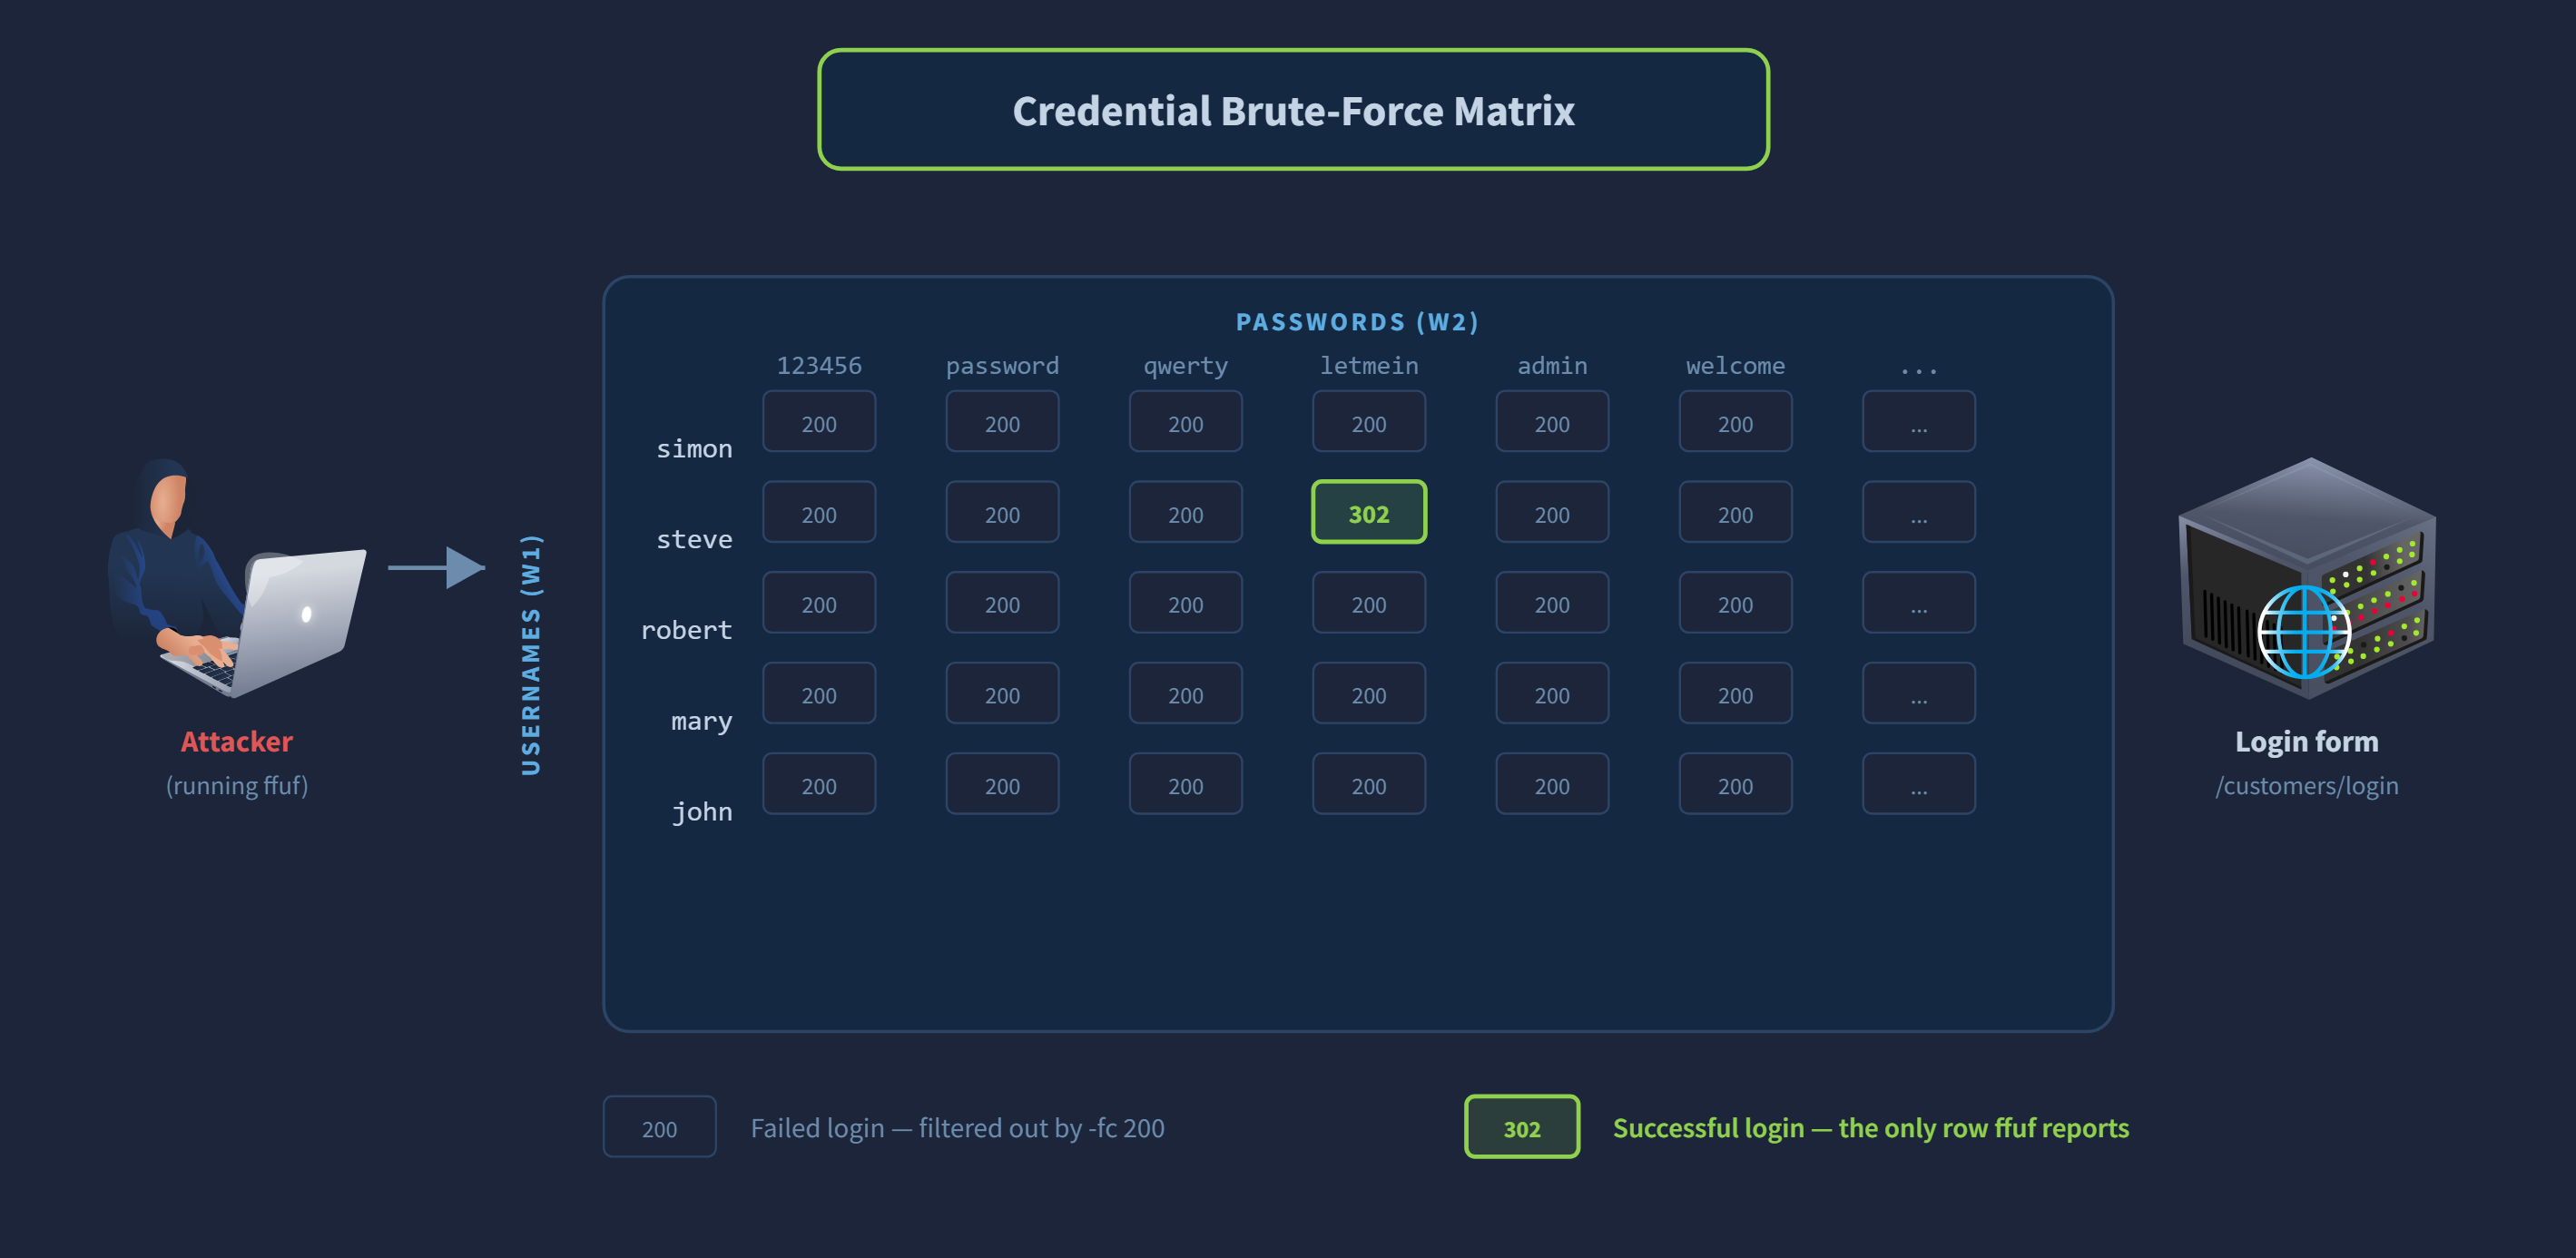 Credential Brute-Force Matrix
PASSWORDS (W2)
123456 password qwerty letmein admin welcome ...
simon 200 200 200 200 200 200 ...
steve 200 200 200 302 200 200 ...
robert 200 200 200 200 200 200 ...
mary 200 200 200 200 200 200 ...
john 200 200 200 200 200 200 ...
USERNAMES (W1)
Attacker
(running ffuf)
Login form
/customers/login
200 Failed login — filtered out by -fc 200
302 Successful login — the only row ffuf reports